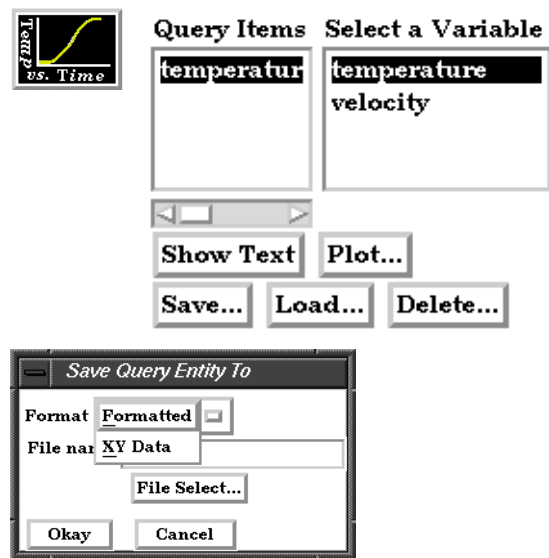 Temp
vs. Time
Query Items
Select a Variable
temperatur
temperature
velocity
Show Text
Plot...
Save...
Load...
Delete...
Save Query Entity To
Format
Formatted
XY Data
File nar
File Select...
Okay
Cancel